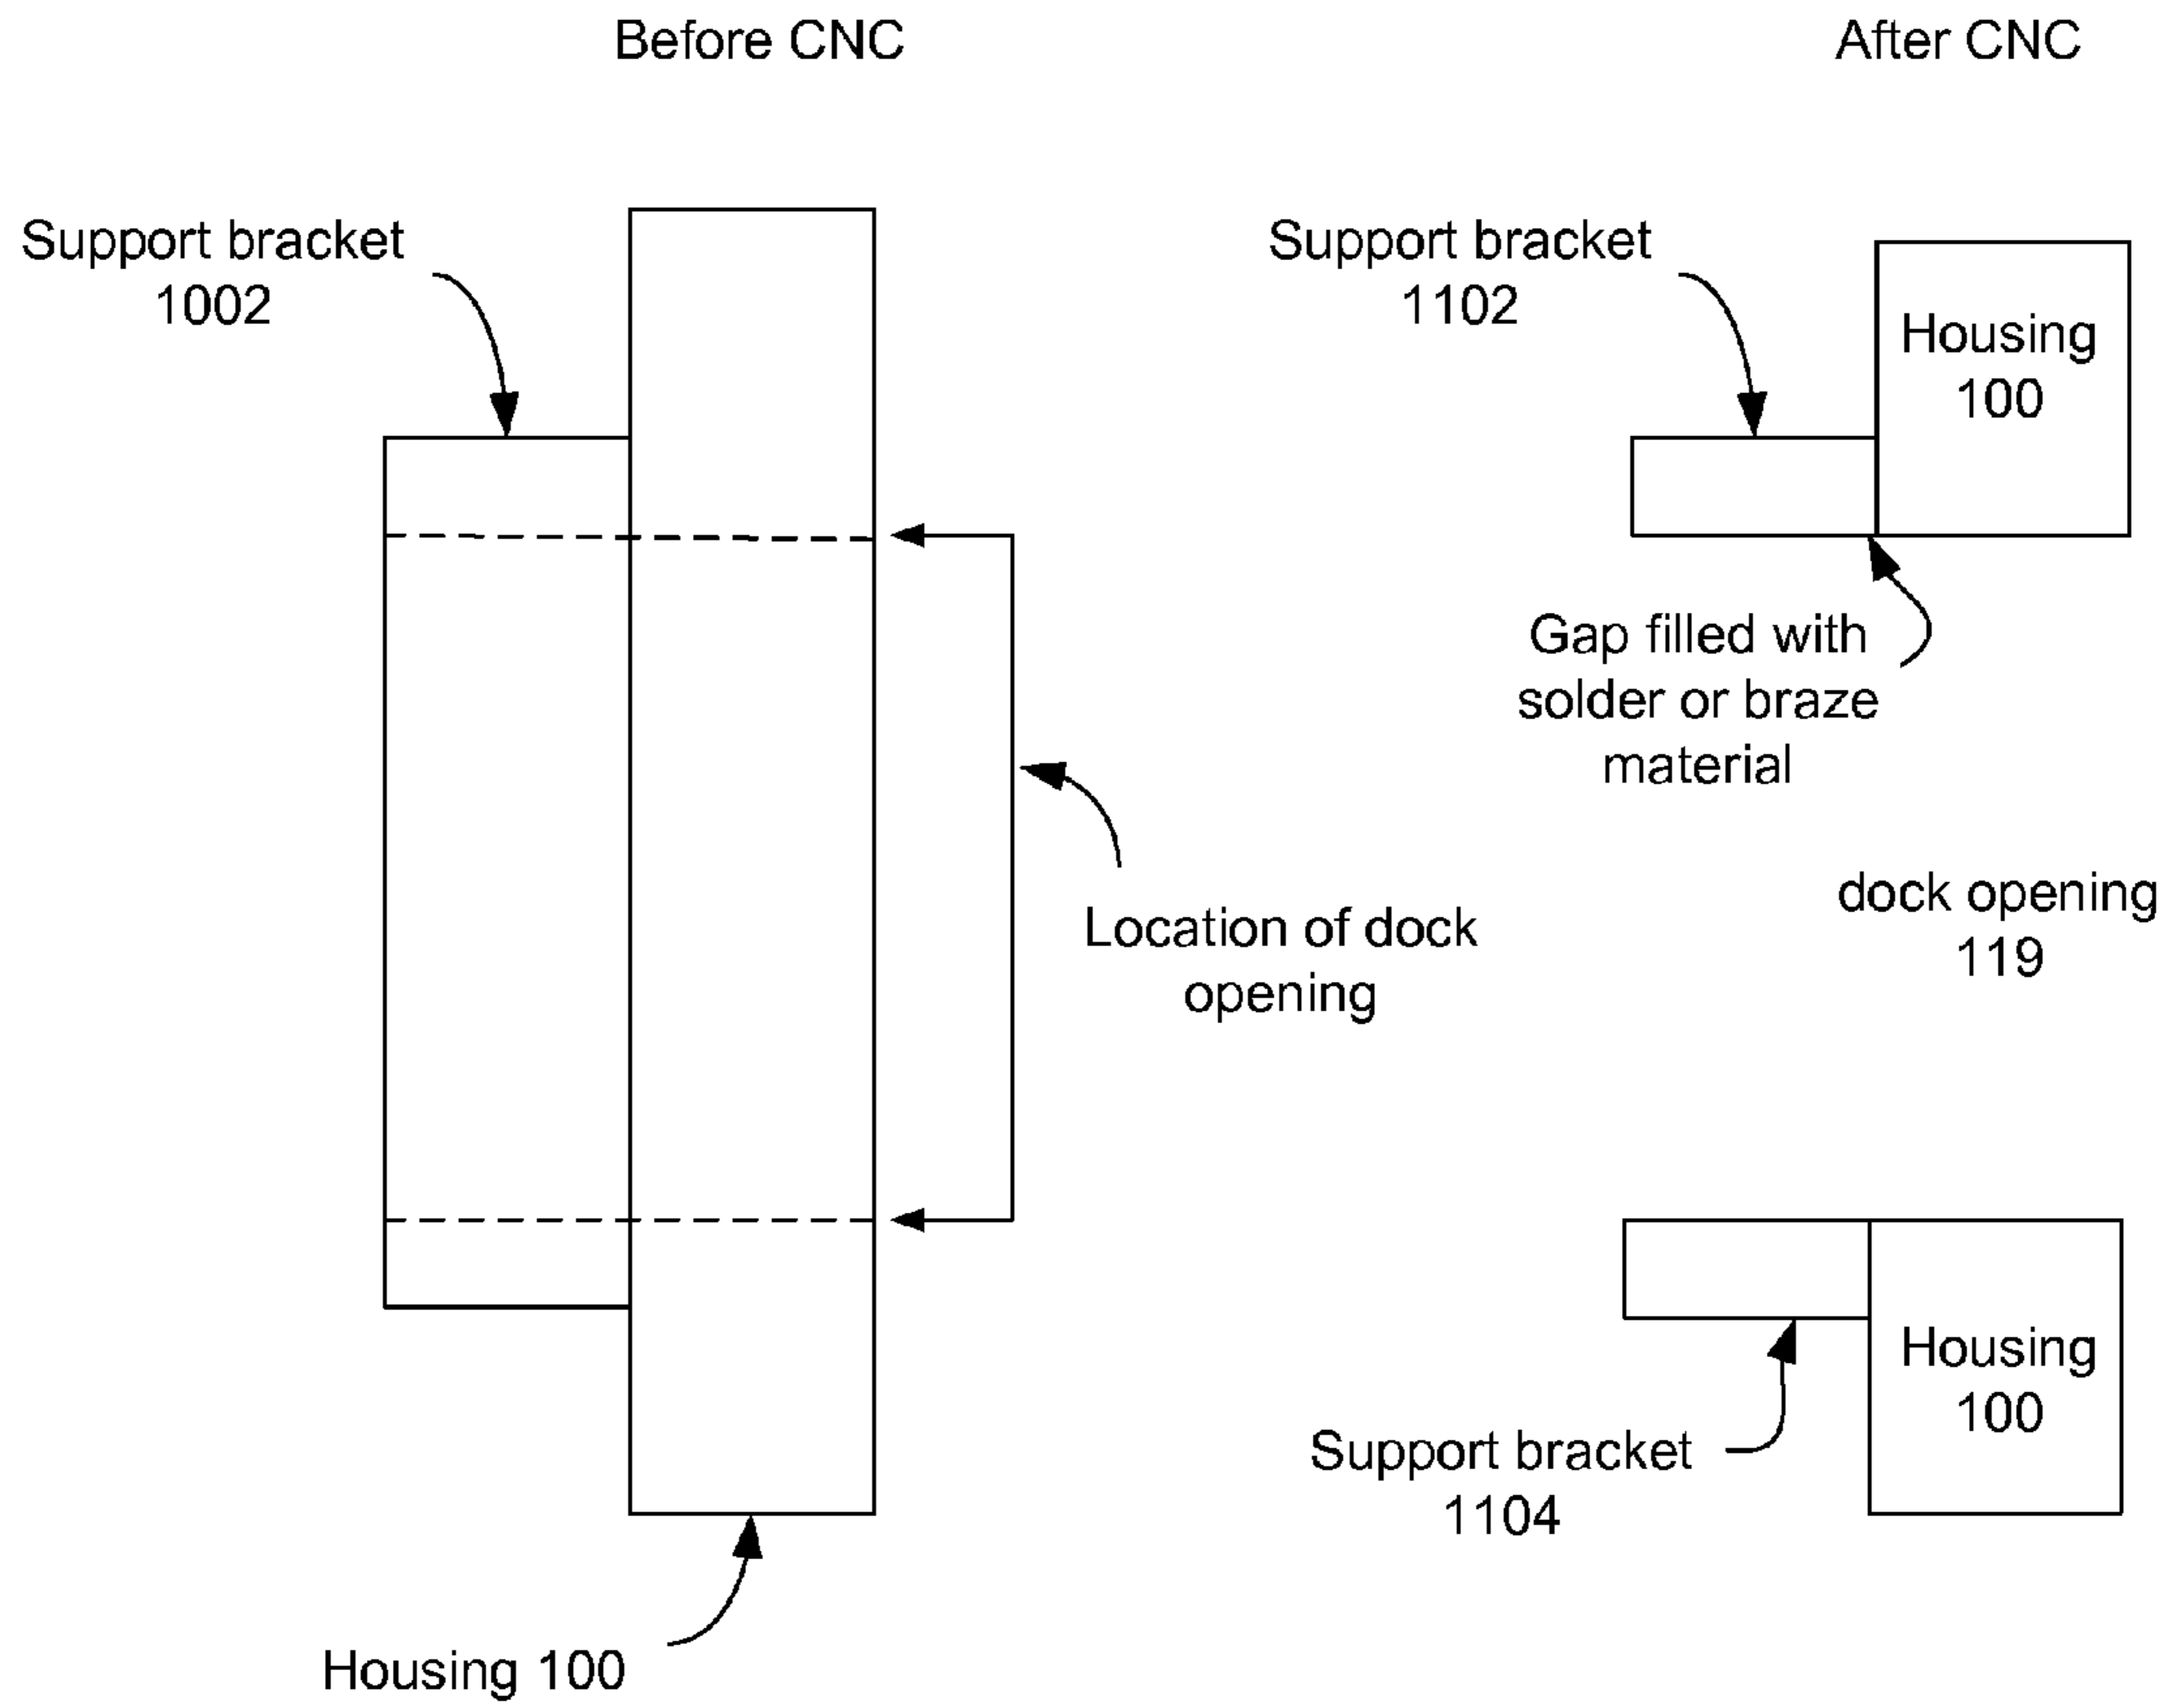 Before CNC
After CNC
Support bracket
1002
Support bracket
1102
Housing
100
Gap filled with
solder or braze
material
Location of dock
opening
dock opening
119
Housing
100
Support bracket
1104
Housing 100